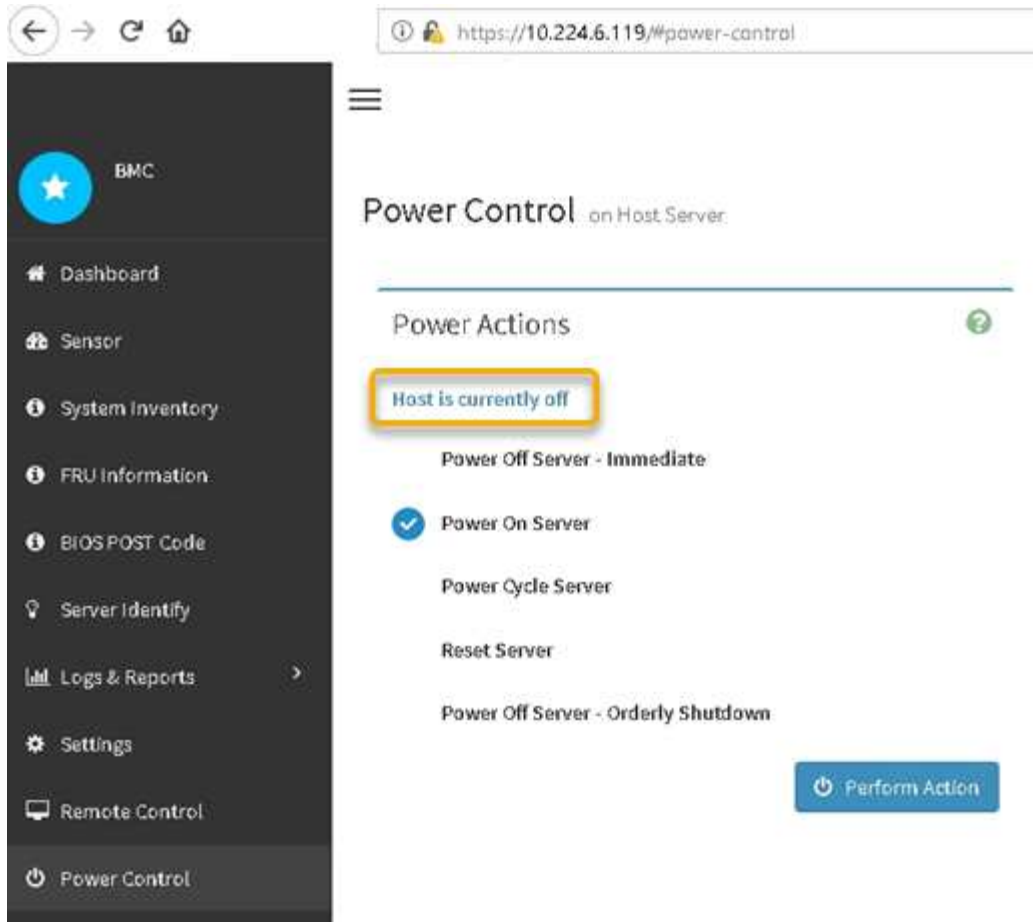 https://10.224.6.119/#power-control
BMC
Power Control on Host Server
Dashboard
Power Actions
Sensor
Host is currently off
System Inventory
Power Off Server - Immediate
FRU Information
Power On Server
BIOS POST Code
Power Cycle Server
Server Identify
Reset Server
Logs & Reports
Power Off Server - Orderly Shutdown
Settings
Perform Action
Remote Control
Power Control